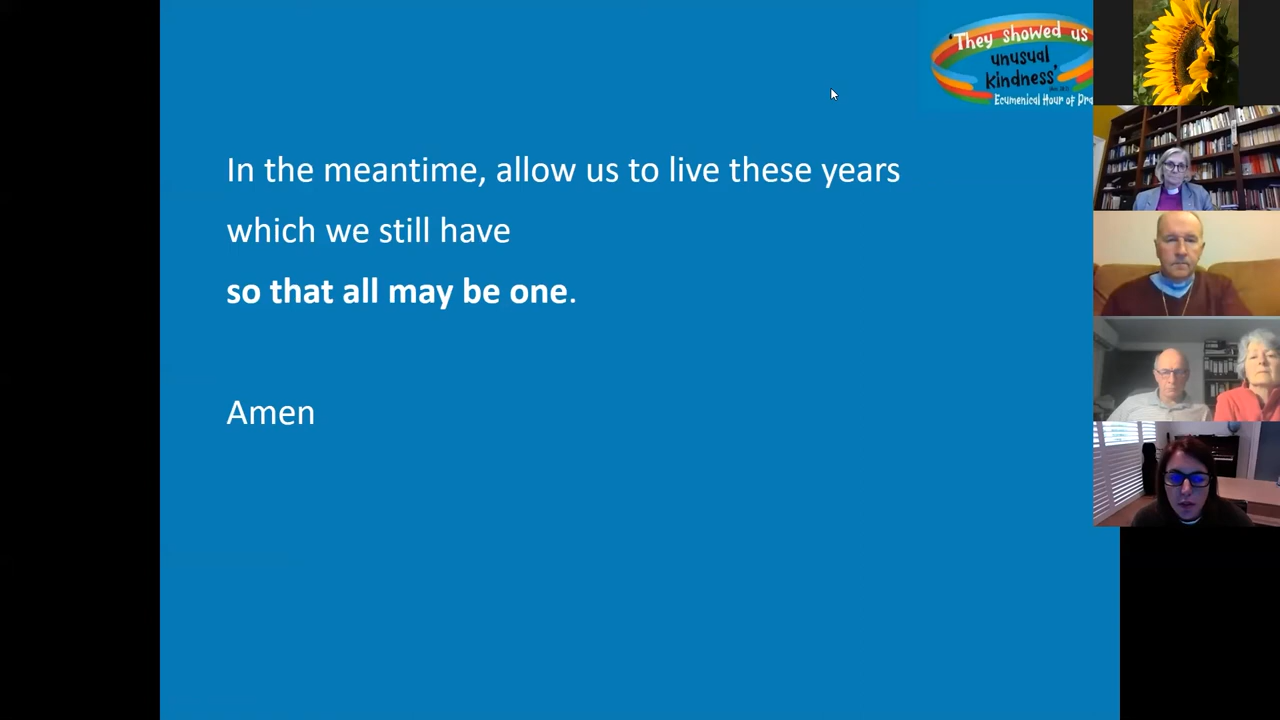 'They showed us
unusual
kindness'
Ecumenical Hour of Pra
In the meantime, allow us to live these years
which we still have
so that all may be one.
Amen